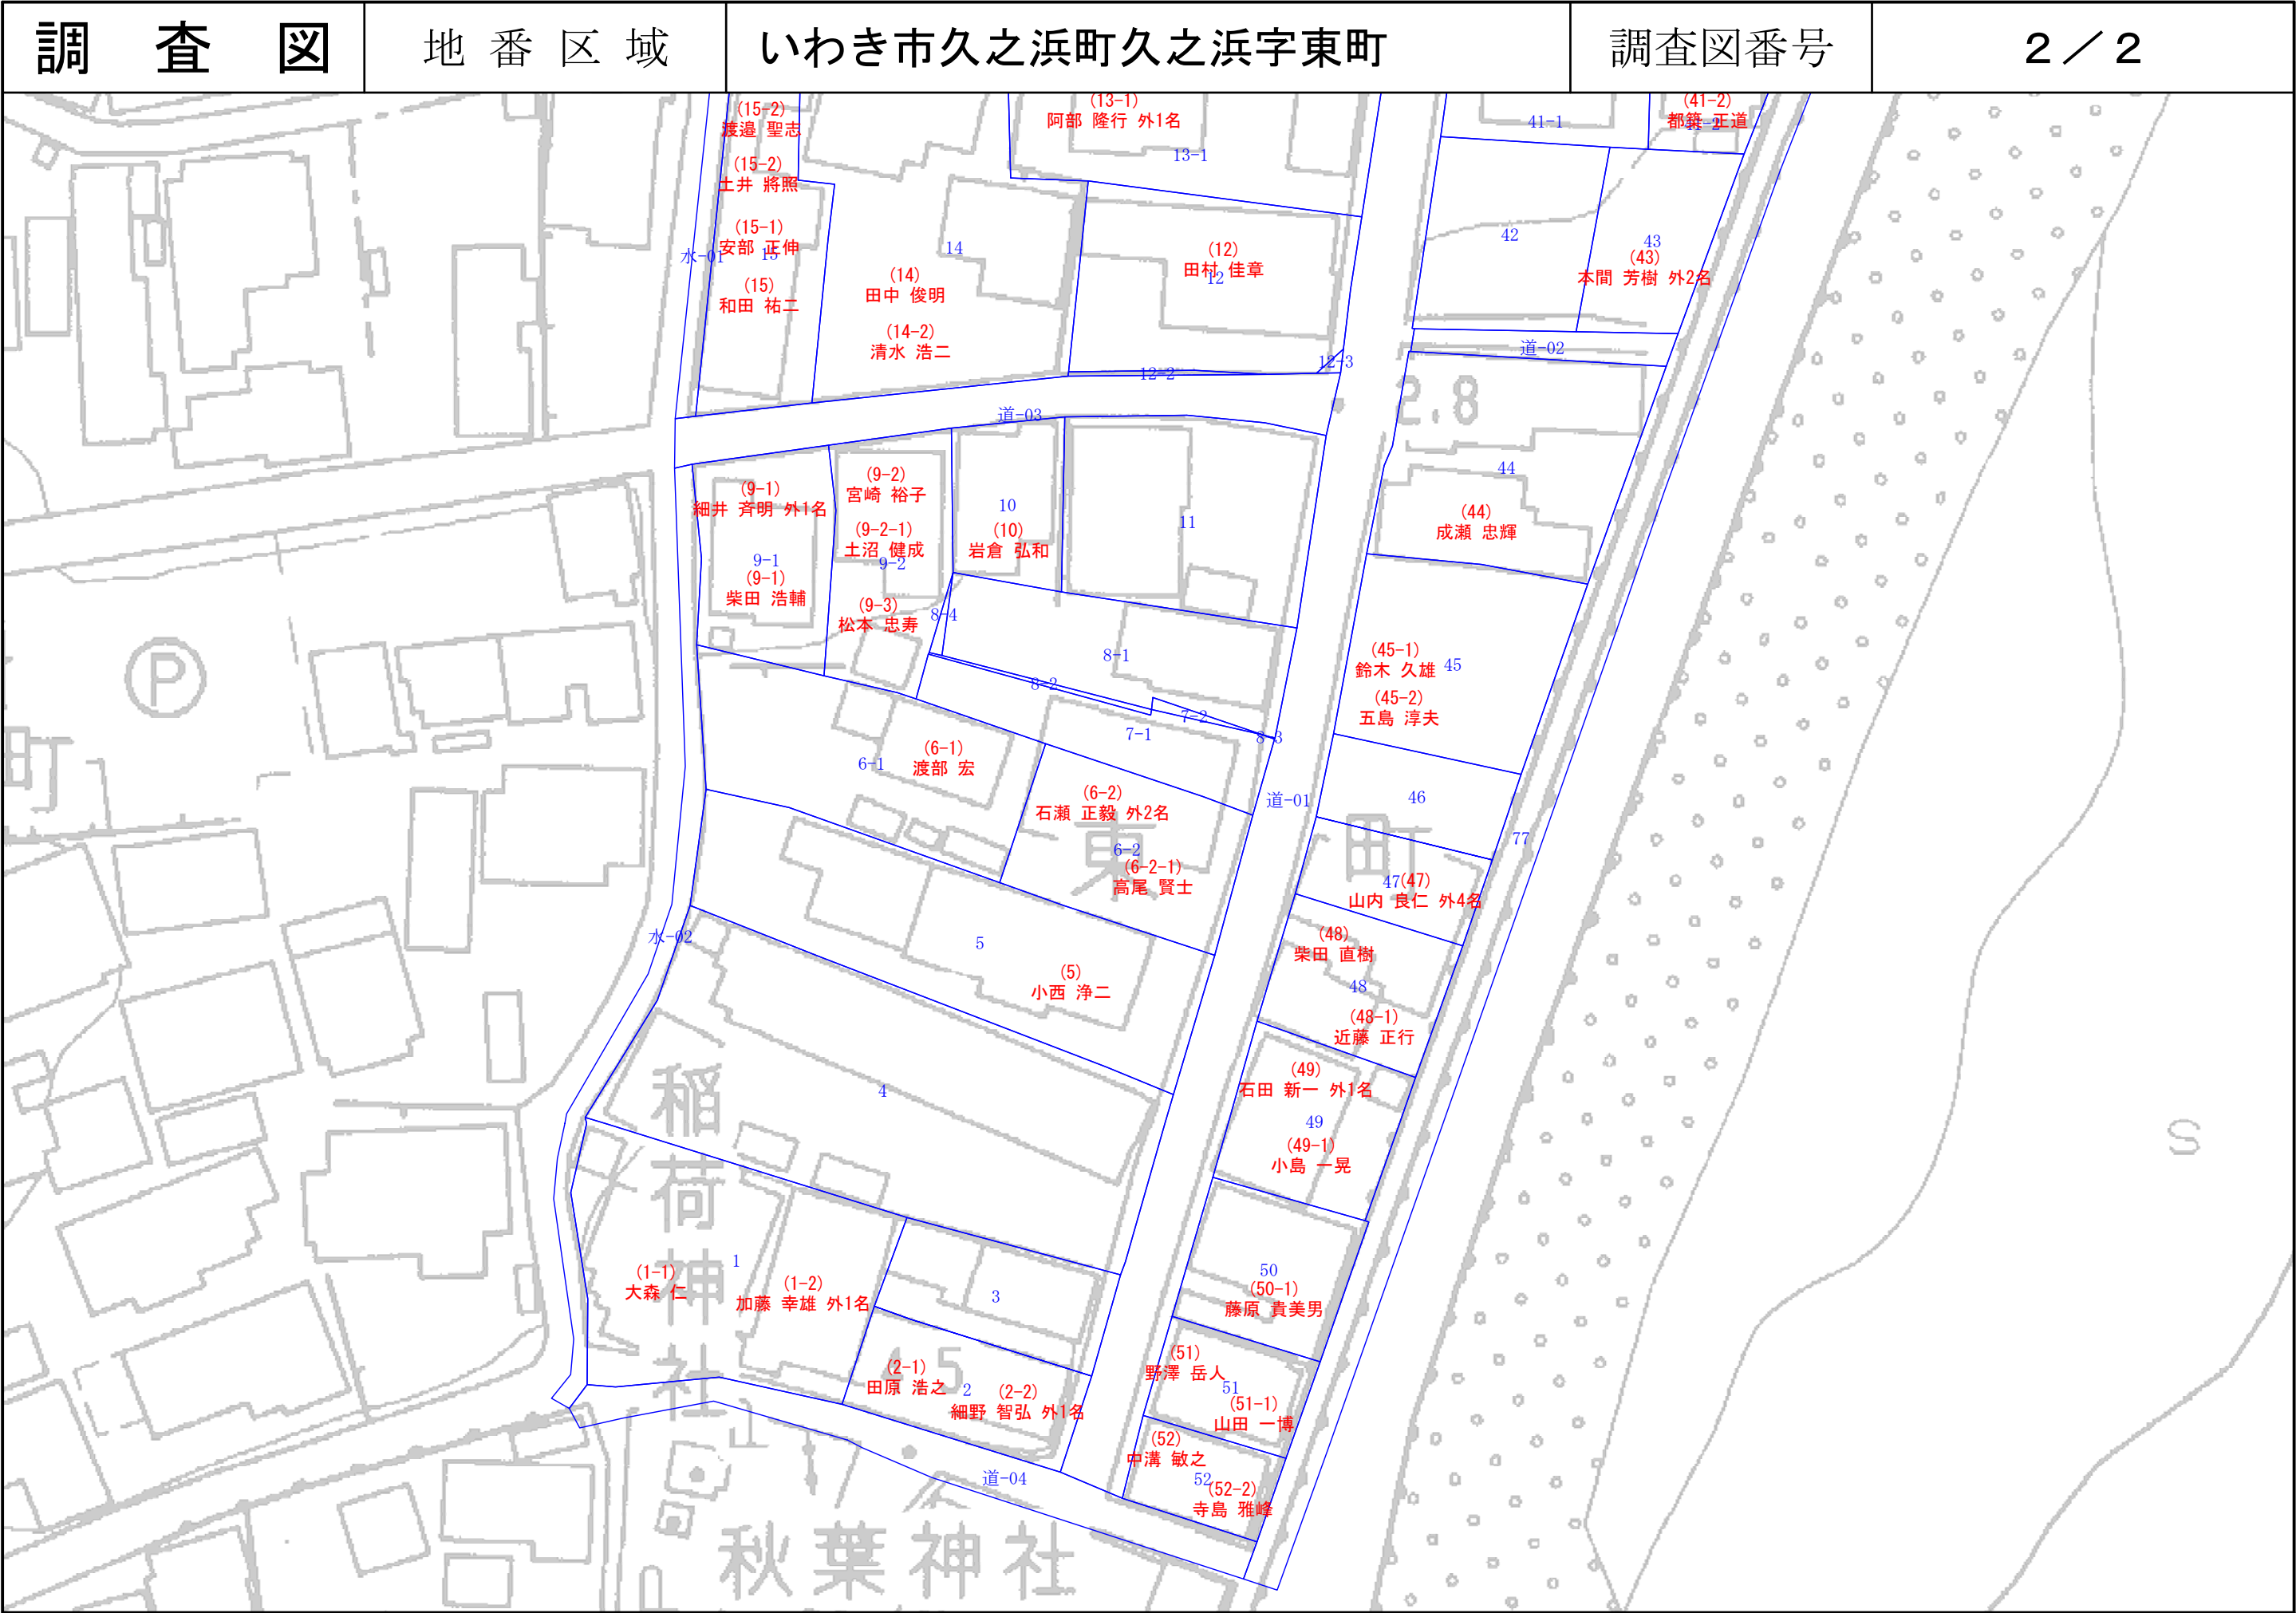 調 査 図 地 番 区 域 いわき市久之浜町久之浜字東町 調査図番号 2／2
(15-2)
渡邉 聖志
(15-2)
土井 將照
(15-1)
安部 正伸
15
(15)
和田 祐二
水-01
(13-1)
阿部 隆行 外1名
13-1
(41-2)
都築 正道
41-1
41-2
14
(14)
田中 俊明
(14-2)
清水 浩二
(12)
田村 佳章
12
42
43
(43)
本間 芳樹 外2名
12-2
12-3
道-02
道-03
2.8
(9-1)
細井 斉明 外1名
9-1
(9-1)
柴田 浩輔
(9-2)
宮崎 裕子
(9-2-1)
土沼 健成
9-2
(9-3)
松本 忠寿
10
(10)
岩倉 弘和
11
44
(44)
成瀬 忠輝
8-4
8-1
8-2
7-2
7-1
8-3
(45-1)
鈴木 久雄
45
(45-2)
五島 淳夫
P
町
6-1
(6-1)
渡部 宏
(6-2)
石瀬 正毅 外2名
6-2
(6-2-1)
高尾 賢士
道-01
46
77
東 町
47
(47)
山内 良仁 外4名
水-02
5
(5)
小西 浄二
(48)
柴田 直樹
48
(48-1)
近藤 正行
4
(49)
石田 新一 外1名
49
(49-1)
小島 一晃
S
稲荷神社
1
(1-1)
大森 仁
(1-2)
加藤 幸雄 外1名
3
50
(50-1)
藤原 貴美男
4.5
(2-1)
田原 浩之
2
(2-2)
細野 智弘 外1名
(51)
野澤 岳人
51
(51-1)
山田 一博
(52)
中溝 敏之
52
(52-2)
寺島 雅峰
道-04
秋葉神社